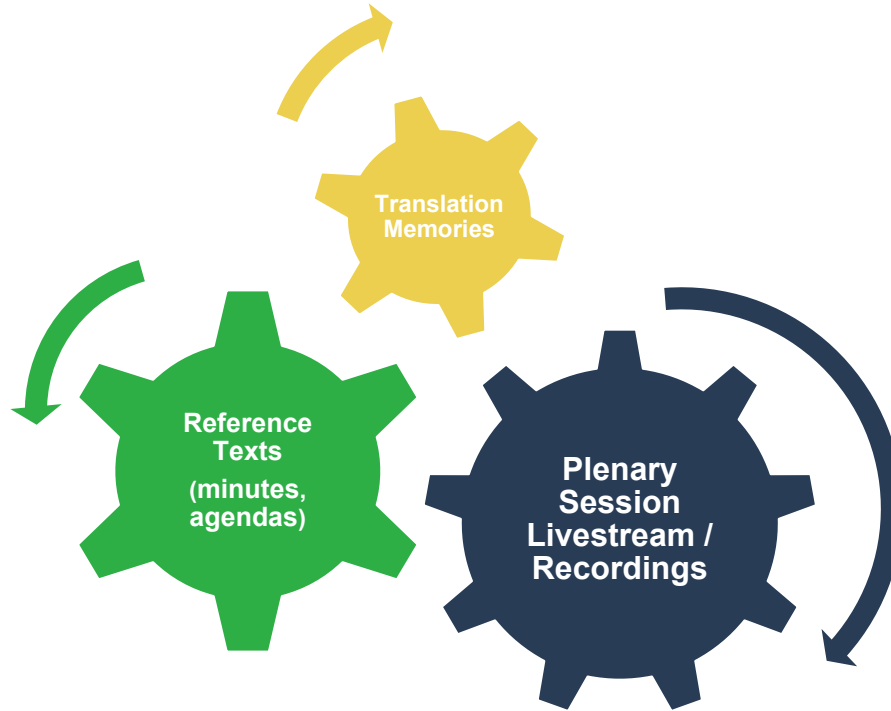 Translation
Memories
Reference
Texts
(minutes,
agendas)
Plenary
Session
Livestream /
Recordings